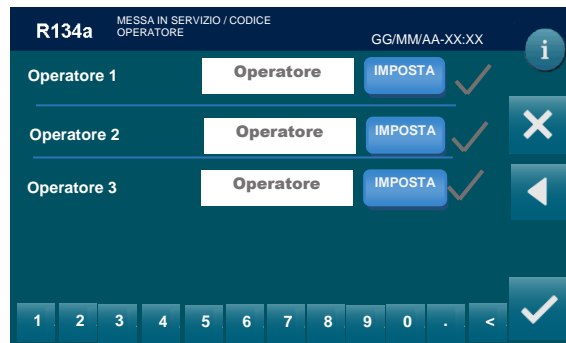 R134a
MESSA IN SERVIZIO / CODICE
OPERATORE
GG/MM/AA-XX:XX
i
Operatore 1 Operatore IMPOSTA
Operatore 2 Operatore IMPOSTA
Operatore 3 Operatore IMPOSTA
1 2 3 4 5 6 7 8 9 0 . <